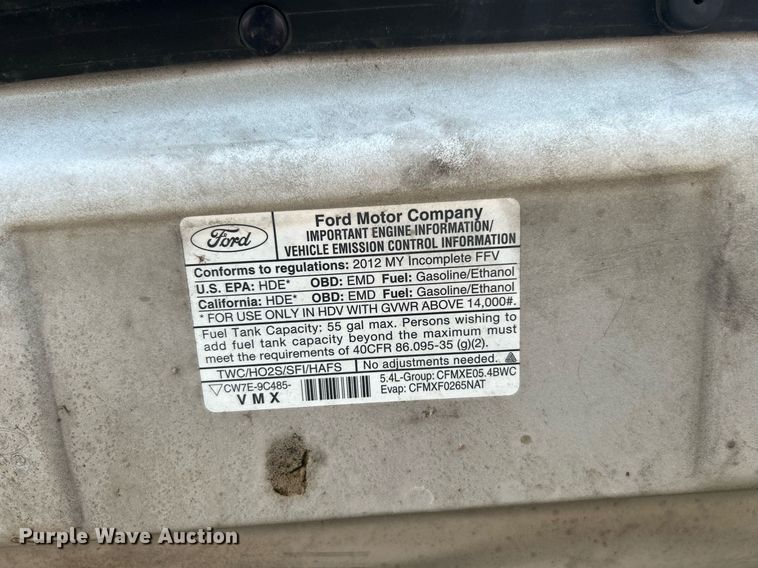 Ford
Ford Motor Company
IMPORTANT ENGINE INFORMATION/
VEHICLE EMISSION CONTROL INFORMATION
Conforms to regulations: 2012 MY Incomplete FFV
U.S. EPA: HDE* OBD: EMD Fuel: Gasoline/Ethanol
California: HDE* OBD: EMD Fuel: Gasoline/Ethanol
* FOR USE ONLY IN HDV WITH GVWR ABOVE 14,000#.
Fuel Tank Capacity: 55 gal max. Persons wishing to
add fuel tank capacity beyond the maximum must
meet the requirements of 40CFR 86.095-35 (g)(2).
TWC/HO2S/SFI/HAFS
No adjustments needed.
CW7E-9C485-
V M X
5.4L-Group: CFMXE05.4BWC
Evap: CFMXF0265NAT
Purple Wave Auction